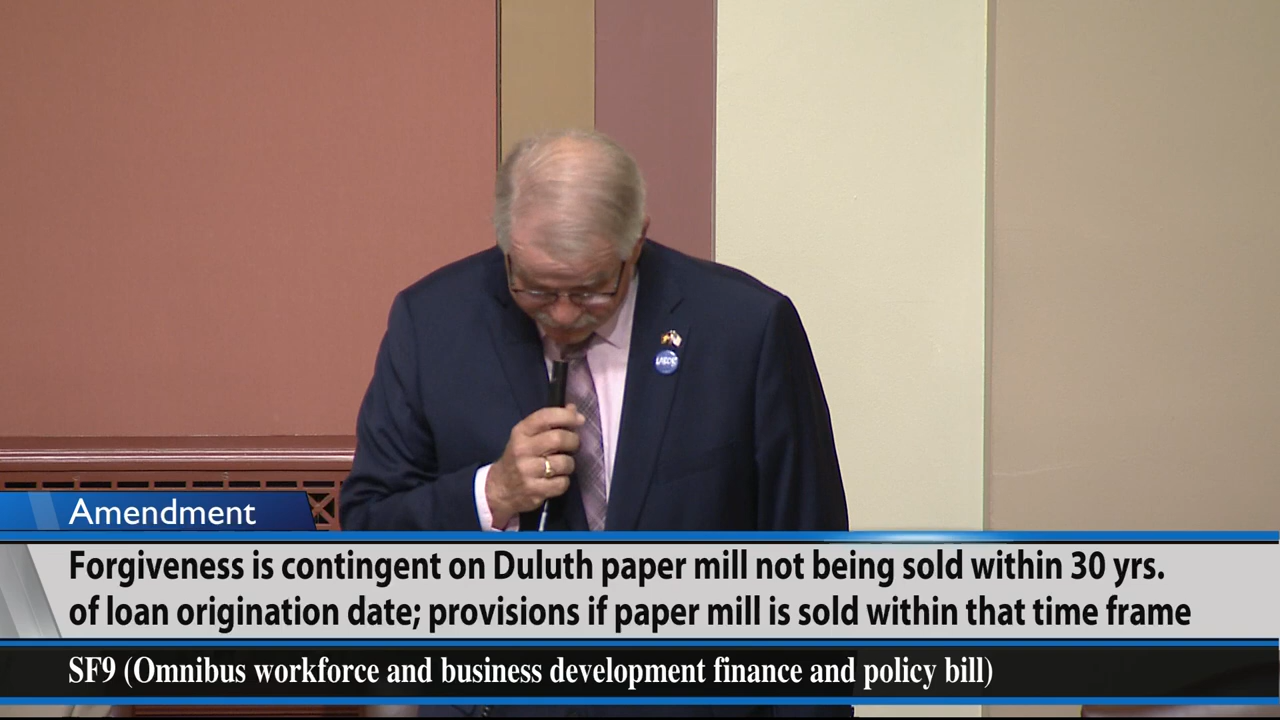 Amendment
Forgiveness is contingent on Duluth paper mill not being sold within 30 yrs.
of loan origination date; provisions if paper mill is sold within that time frame
SF9 (Omnibus workforce and business development finance and policy bill)